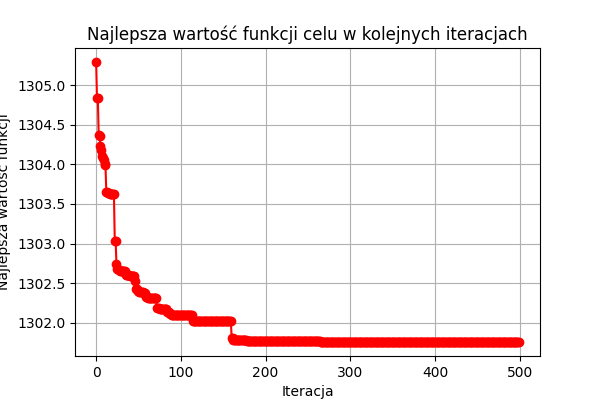 Najlepsza wartość funkcji celu w kolejnych iteracjach
Najlepsza wartość funkcji
1305.0
1304.5
1304.0
1303.5
1303.0
1302.5
1302.0
0 100 200 300 400 500
Iteracja